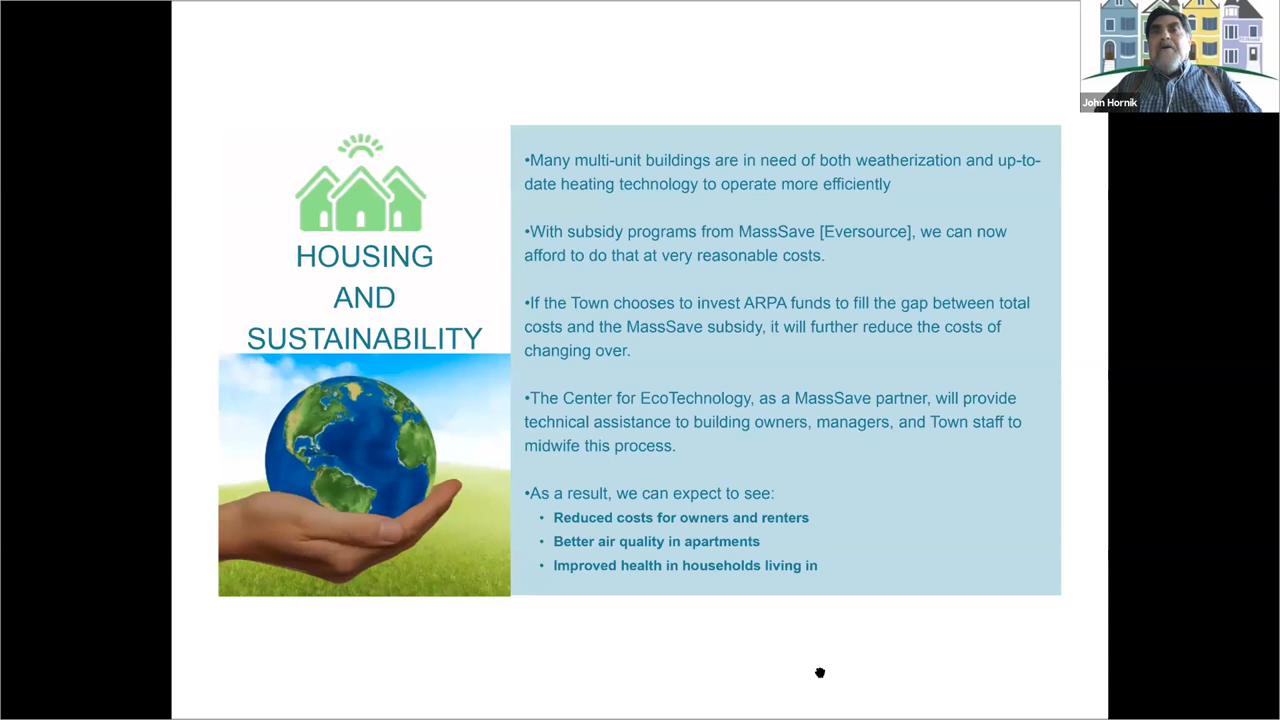 HOUSING
AND
SUSTAINABILITY
•Many multi-unit buildings are in need of both weatherization and up-to-
date heating technology to operate more efficiently
•With subsidy programs from MassSave [Eversource], we can now
afford to do that at very reasonable costs.
•If the Town chooses to invest ARPA funds to fill the gap between total
costs and the MassSave subsidy, it will further reduce the costs of
changing over.
•The Center for EcoTechnology, as a MassSave partner, will provide
technical assistance to building owners, managers, and Town staff to
midwife this process.
•As a result, we can expect to see:
• Reduced costs for owners and renters
• Better air quality in apartments
• Improved health in households living in
John Hornik